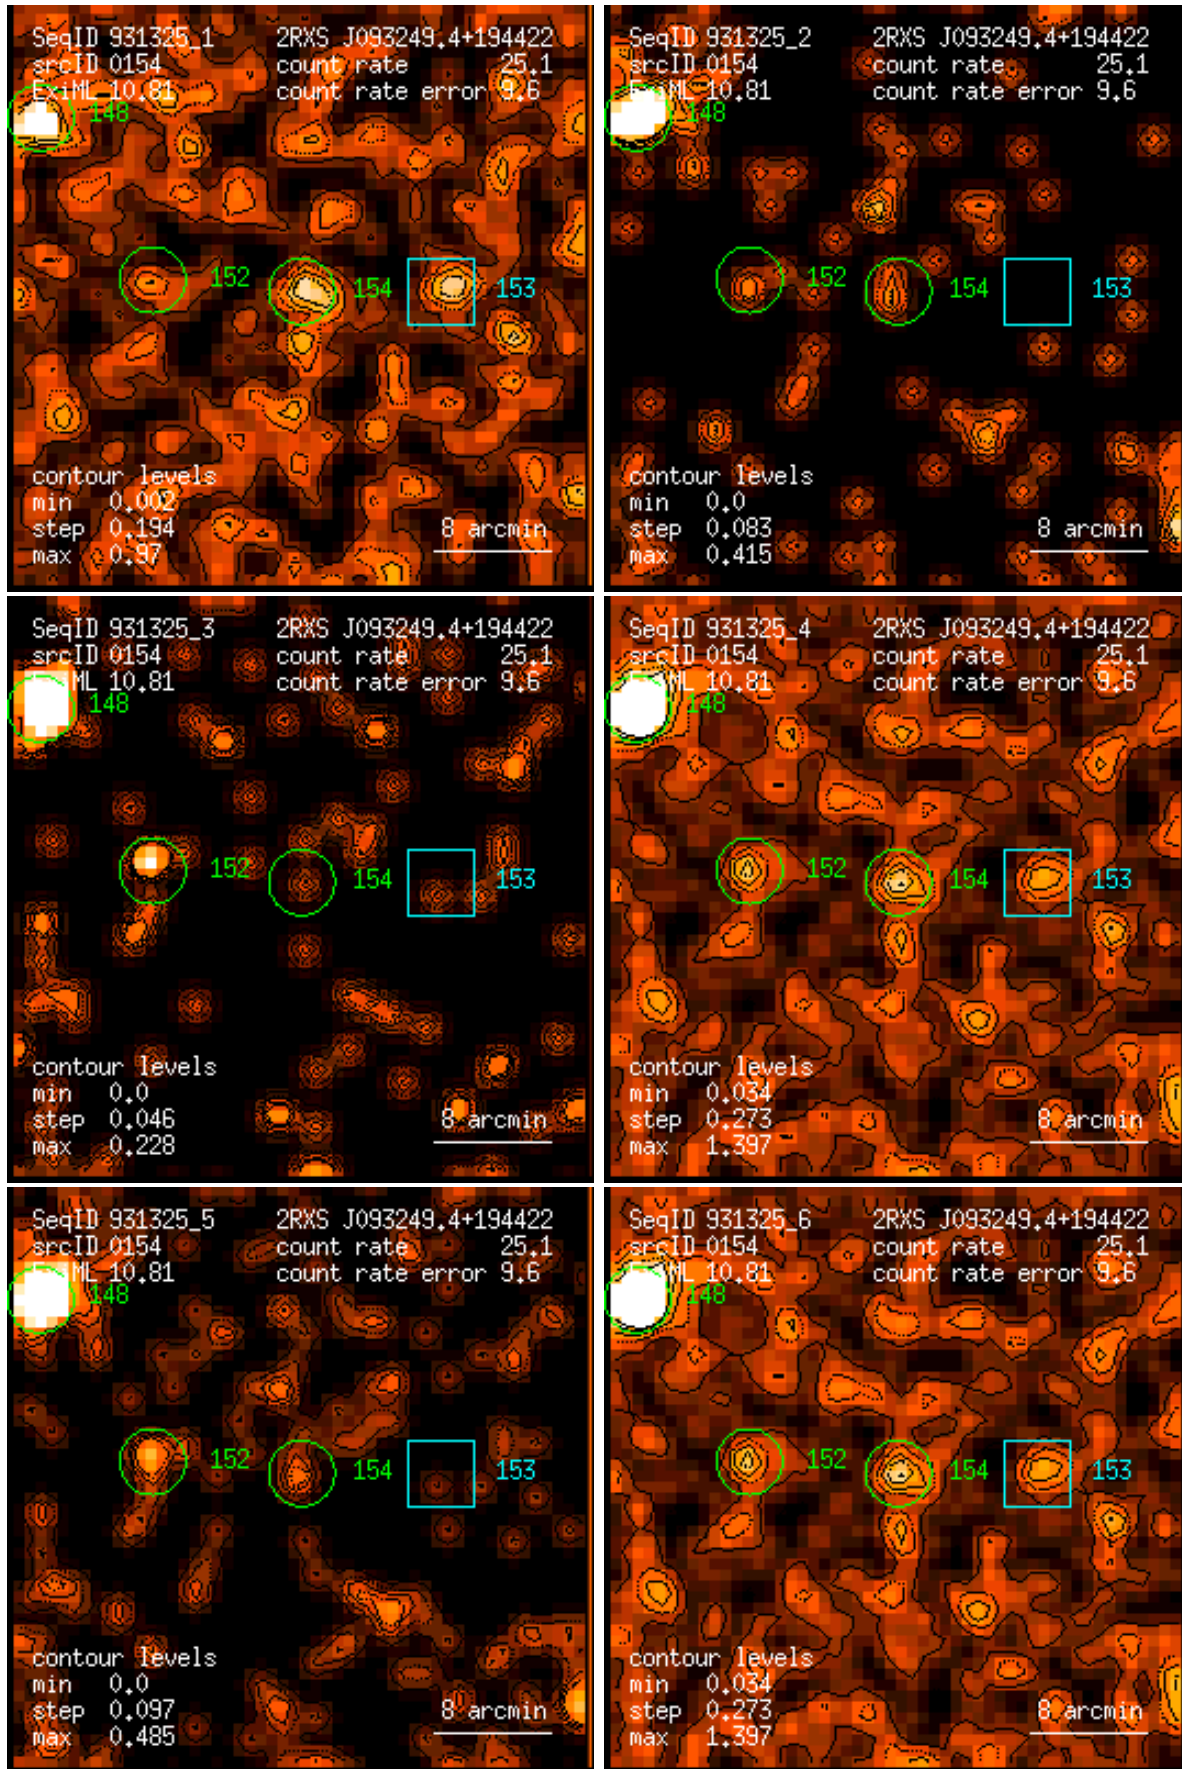 SeqID 931325_1 2RXS J093249.4+194422
srcID 0154 count rate 25.1
ExiML 10.81 count rate error 9.6
148
152 154 153
contour levels
min 0.002
step 0.194 8 arcmin
max 0.97
SeqID 931325_2 2RXS J093249.4+194422
srcID 0154 count rate 25.1
ExiML 10.81 count rate error 9.6
148
152 154 153
contour levels
min 0.0
step 0.083 8 arcmin
max 0.415
SeqID 931325_3 2RXS J093249.4+194422
srcID 0154 count rate 25.1
ExiML 10.81 count rate error 9.6
148
152 154 153
contour levels
min 0.0
step 0.046 8 arcmin
max 0.228
SeqID 931325_4 2RXS J093249.4+194422
srcID 0154 count rate 25.1
ExiML 10.81 count rate error 9.6
148
152 154 153
contour levels
min 0.034
step 0.273 8 arcmin
max 1.397
SeqID 931325_5 2RXS J093249.4+194422
srcID 0154 count rate 25.1
ExiML 10.81 count rate error 9.6
148
152 154 153
contour levels
min 0.0
step 0.097 8 arcmin
max 0.485
SeqID 931325_6 2RXS J093249.4+194422
srcID 0154 count rate 25.1
ExiML 10.81 count rate error 9.6
148
152 154 153
contour levels
min 0.034
step 0.273 8 arcmin
max 1.397